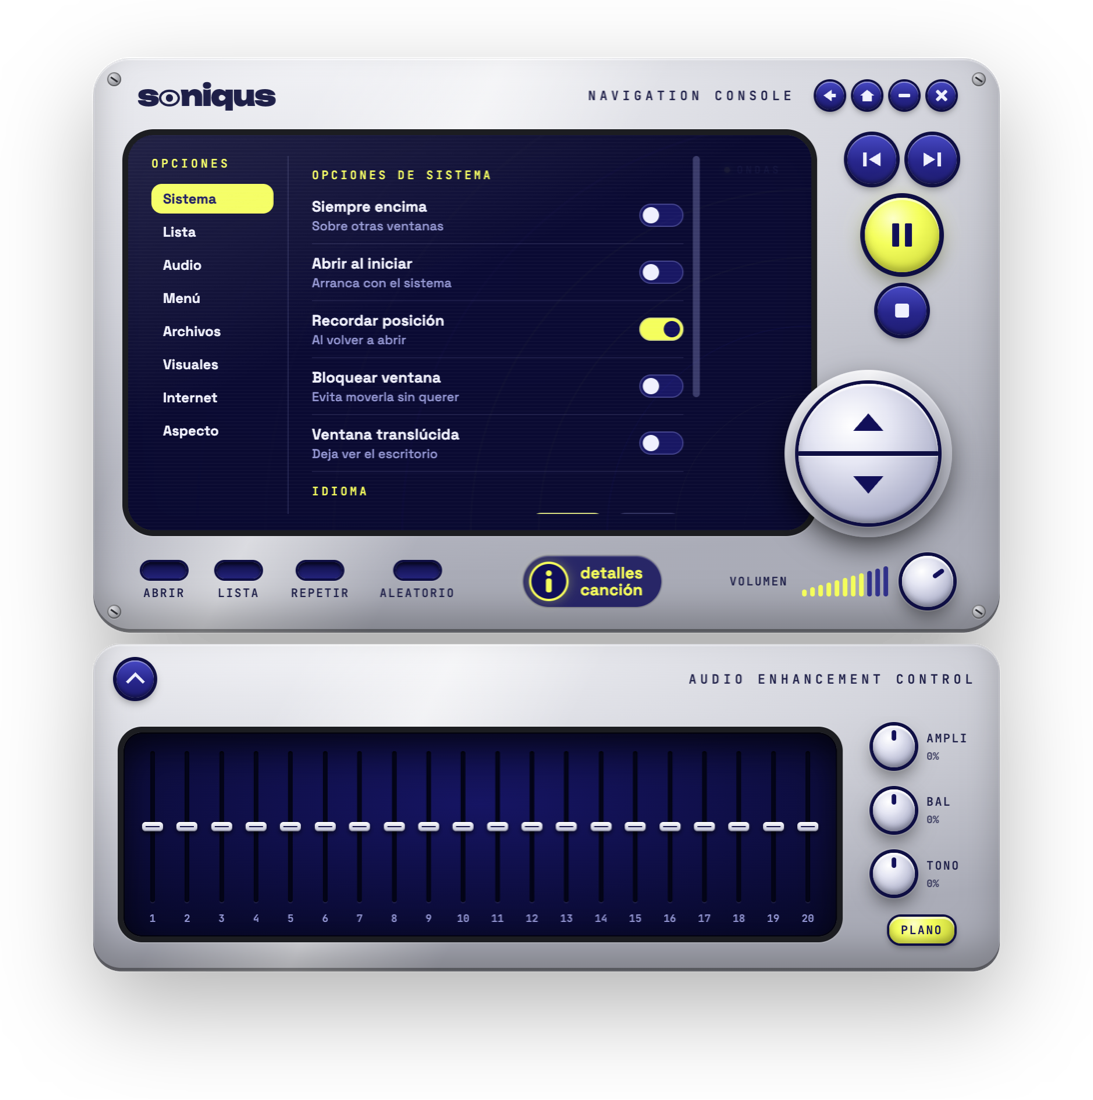 soniqus
NAVIGATION CONSOLE
OPCIONES
Sistema
Lista
Audio
Menú
Archivos
Visuales
Internet
Aspecto
OPCIONES DE SISTEMA
Siempre encima
Sobre otras ventanas
Abrir al iniciar
Arranca con el sistema
Recordar posición
Al volver a abrir
Bloquear ventana
Evita moverla sin querer
Ventana translúcida
Deja ver el escritorio
IDIOMA
ABRIR
LISTA
REPETIR
ALEATORIO
detalles
canción
VOLUMEN
AUDIO ENHANCEMENT CONTROL
1 2 3 4 5 6 7 8 9 10 11 12 13 14 15 16 17 18 19 20
AMPLI
0%
BAL
0%
TONO
0%
PLANO